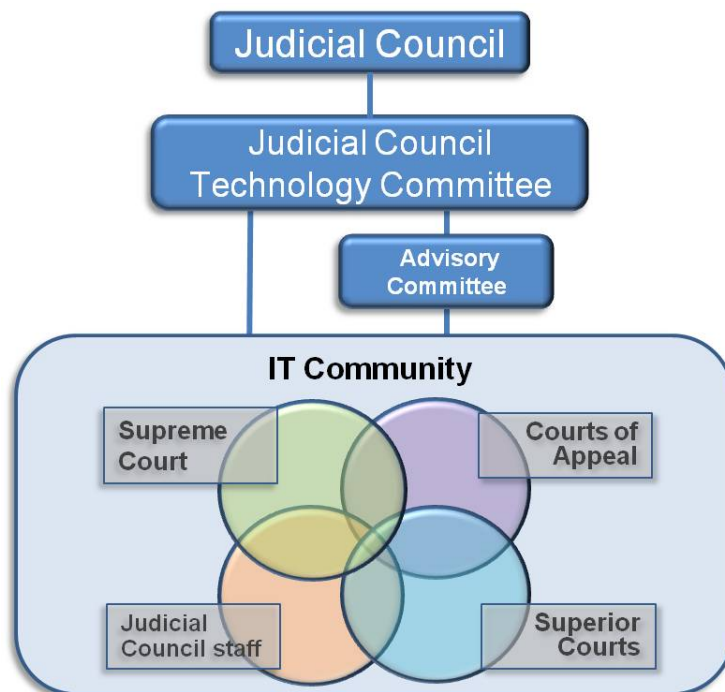 Judicial Council
Judicial Council
Technology Committee
Advisory
Committee
IT Community
Supreme
Court
Courts of
Appeal
Judicial
Council staff
Superior
Courts